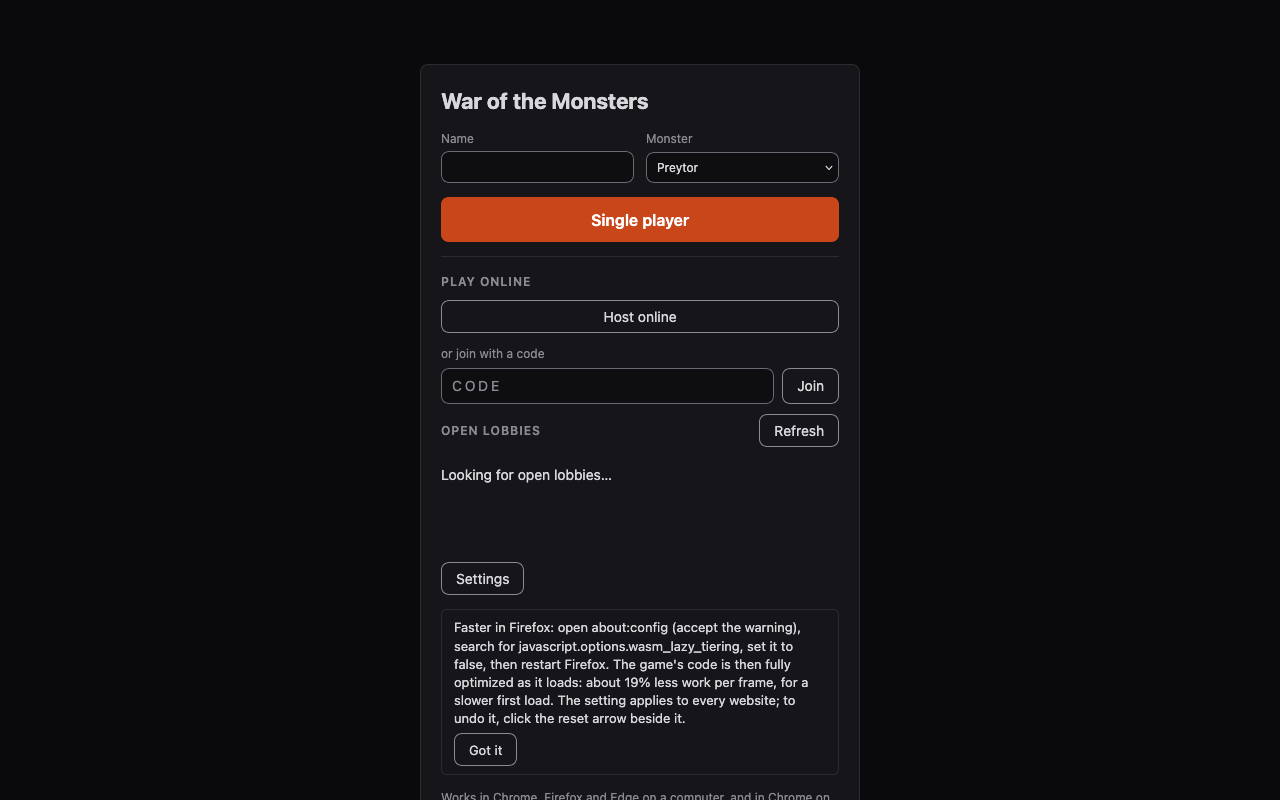 War of the Monsters
Name
Monster
Preytor
Single player
PLAY ONLINE
Host online
or join with a code
CODE
Join
OPEN LOBBIES
Refresh
Looking for open lobbies...
Settings
Faster in Firefox: open about:config (accept the warning),
search for javascript.options.wasm_lazy_tiering, set it to
false, then restart Firefox. The game's code is then fully
optimized as it loads: about 19% less work per frame, for a
slower first load. The setting applies to every website; to
undo it, click the reset arrow beside it.
Got it
Works in Chrome, Firefox and Edge on a computer, and in Chrome on